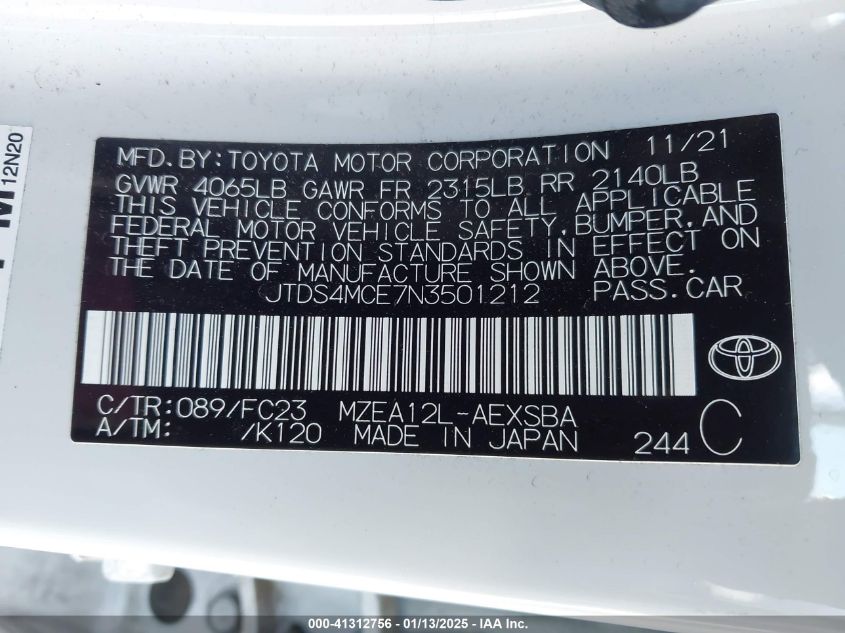 12N20
MFD.BY:TOYOTA MOTOR CORPORATION 11/21
GVWR 4065LB GAWR FR 2315LB RR 2140LB
THIS VEHICLE CONFORMS TO ALL APPLICABLE
FEDERAL MOTOR VEHICLE SAFETY,BUMPER,AND
THEFT PREVENTION STANDARDS IN EFFECT ON
THE DATE OF MANUFACTURE SHOWN ABOVE.
JTDS4MCE7N3501212 PASS.CAR
C/TR:089/FC23 MZEA12L-AEXSBA
A/TM: /K120 MADE IN JAPAN 244 C
000-41312756 - 01/13/2025 - IAA Inc.